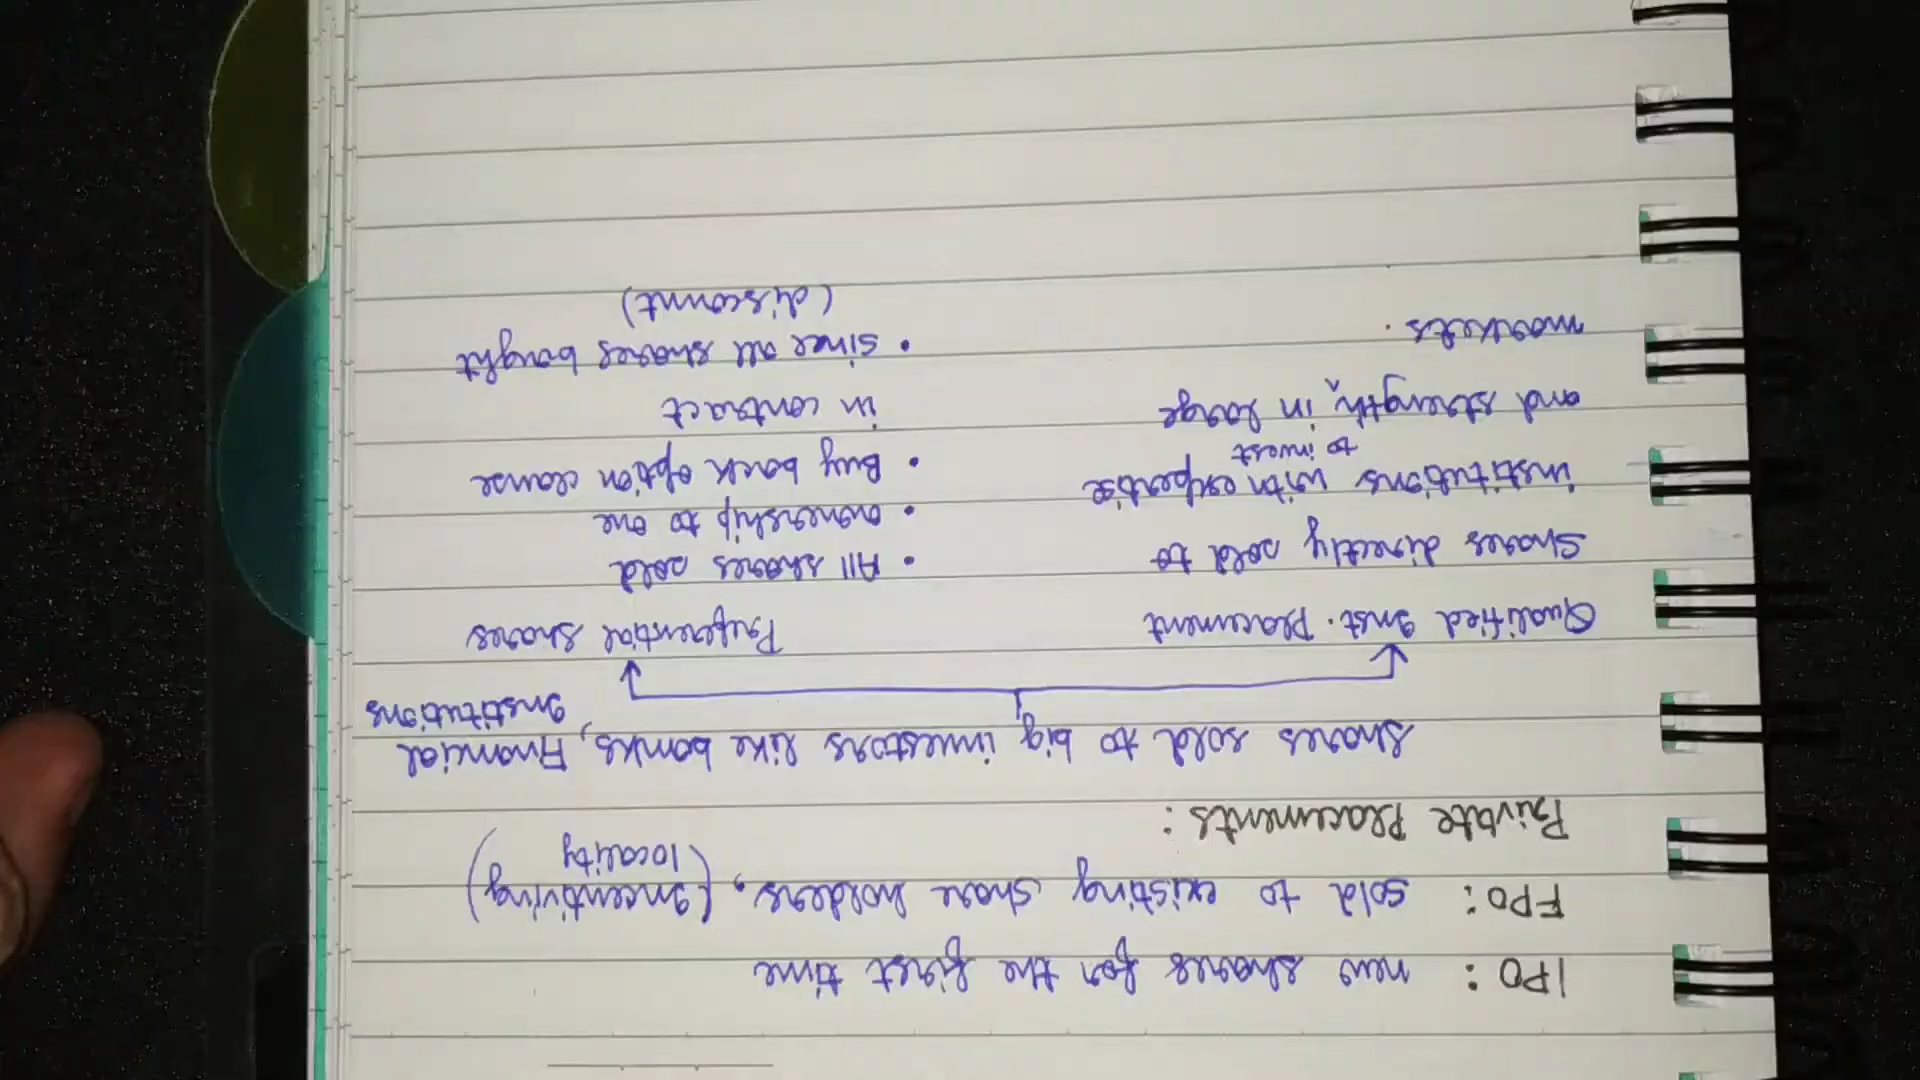 IPO: new shares for the first time
FPO: sold to existing share holders, (Incentiving
locality)
Private Placements:
shares sold to big investors like banks, Financial
Institutions
Qualified Inst. Placement
Shares directly sold to
institutions with expertise
to invest
and strength, in large
markets.
Preferential shares
• All shares sold
• ownership to one
• Buy back option clause
in contract
• since all shares bought
(discount)